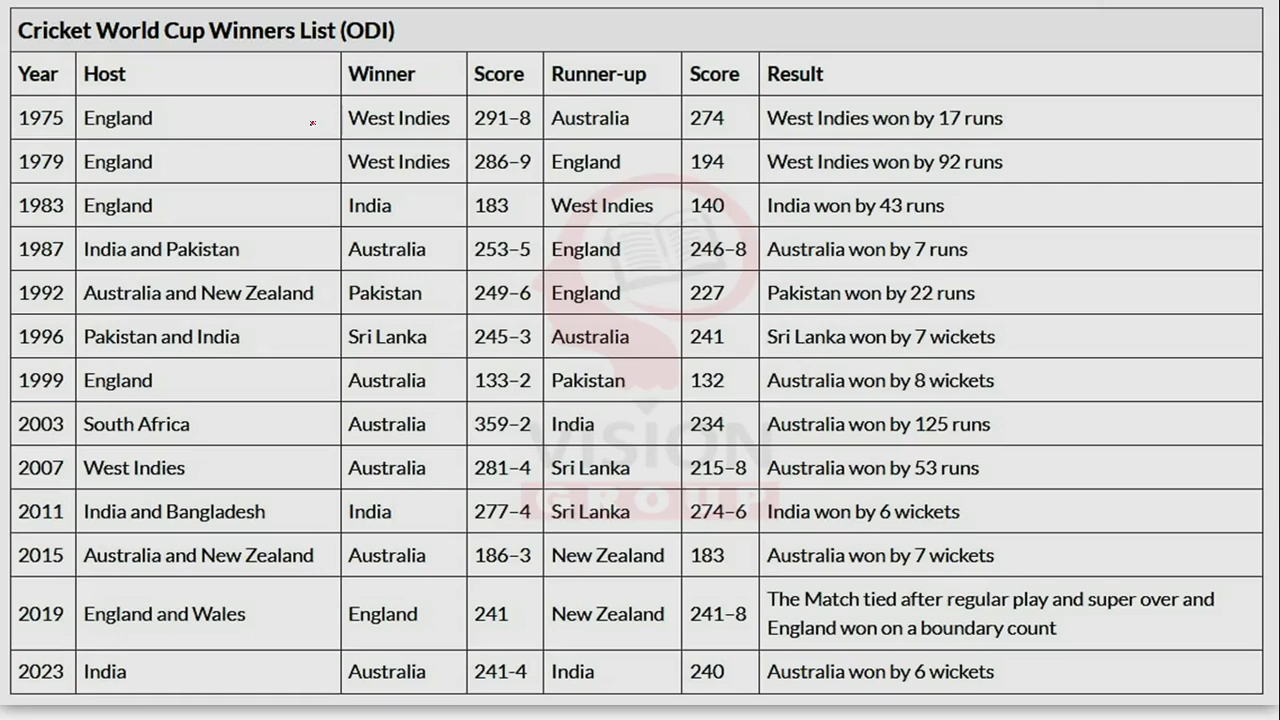 Cricket World Cup Winners List (ODI)
Year Host Winner Score Runner-up Score Result
1975 England West Indies 291–8 Australia 274 West Indies won by 17 runs
1979 England West Indies 286–9 England 194 West Indies won by 92 runs
1983 England India 183 West Indies 140 India won by 43 runs
1987 India and Pakistan Australia 253–5 England 246–8 Australia won by 7 runs
1992 Australia and New Zealand Pakistan 249–6 England 227 Pakistan won by 22 runs
1996 Pakistan and India Sri Lanka 245–3 Australia 241 Sri Lanka won by 7 wickets
1999 England Australia 133–2 Pakistan 132 Australia won by 8 wickets
2003 South Africa Australia 359–2 India 234 Australia won by 125 runs
2007 West Indies Australia 281–4 Sri Lanka 215–8 Australia won by 53 runs
2011 India and Bangladesh India 277–4 Sri Lanka 274–6 India won by 6 wickets
2015 Australia and New Zealand Australia 186–3 New Zealand 183 Australia won by 7 wickets
2019 England and Wales England 241 New Zealand 241–8 The Match tied after regular play and super over and
England won on a boundary count
2023 India Australia 241-4 India 240 Australia won by 6 wickets
VISION
GROUP